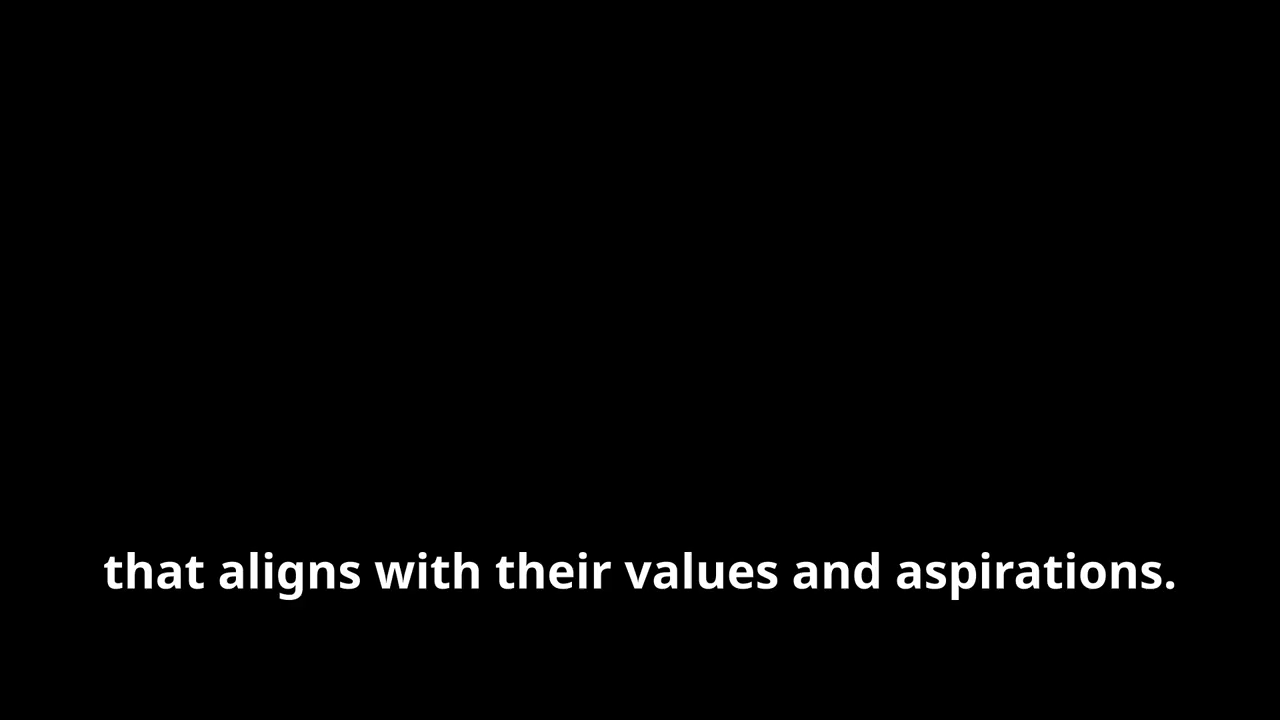 that aligns with their values and aspirations.